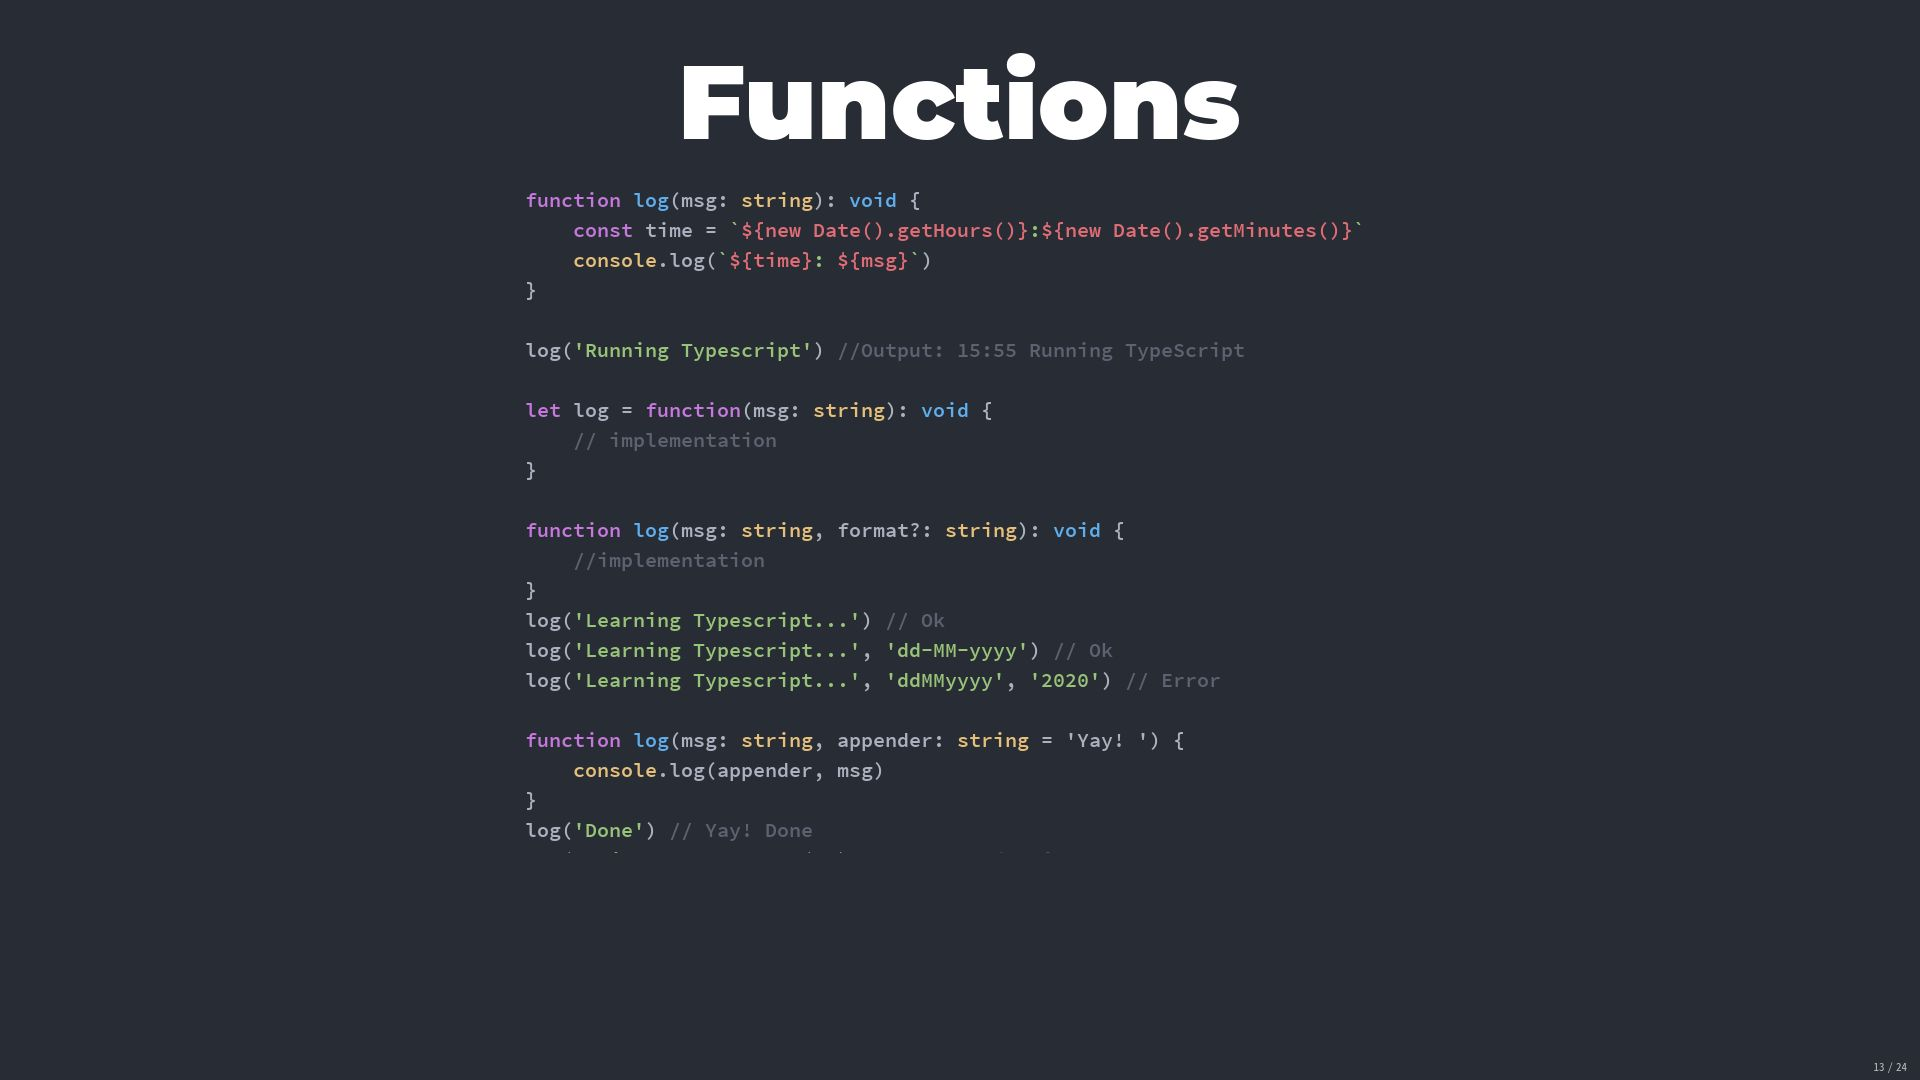 Functions
function log(msg: string): void {
    const time = `${new Date().getHours()}:${new Date().getMinutes()}`
    console.log(`${time}: ${msg}`)
}
log('Running Typescript') //Output: 15:55 Running TypeScript
let log = function(msg: string): void {
    // implementation
}
function log(msg: string, format?: string): void {
    //implementation
}
log('Learning Typescript...') // Ok
log('Learning Typescript...', 'dd-MM-yyyy') // Ok
log('Learning Typescript...', 'ddMMyyyy', '2020') // Error
function log(msg: string, appender: string = 'Yay! ') {
    console.log(appender, msg)
}
log('Done') // Yay! Done
13 / 24